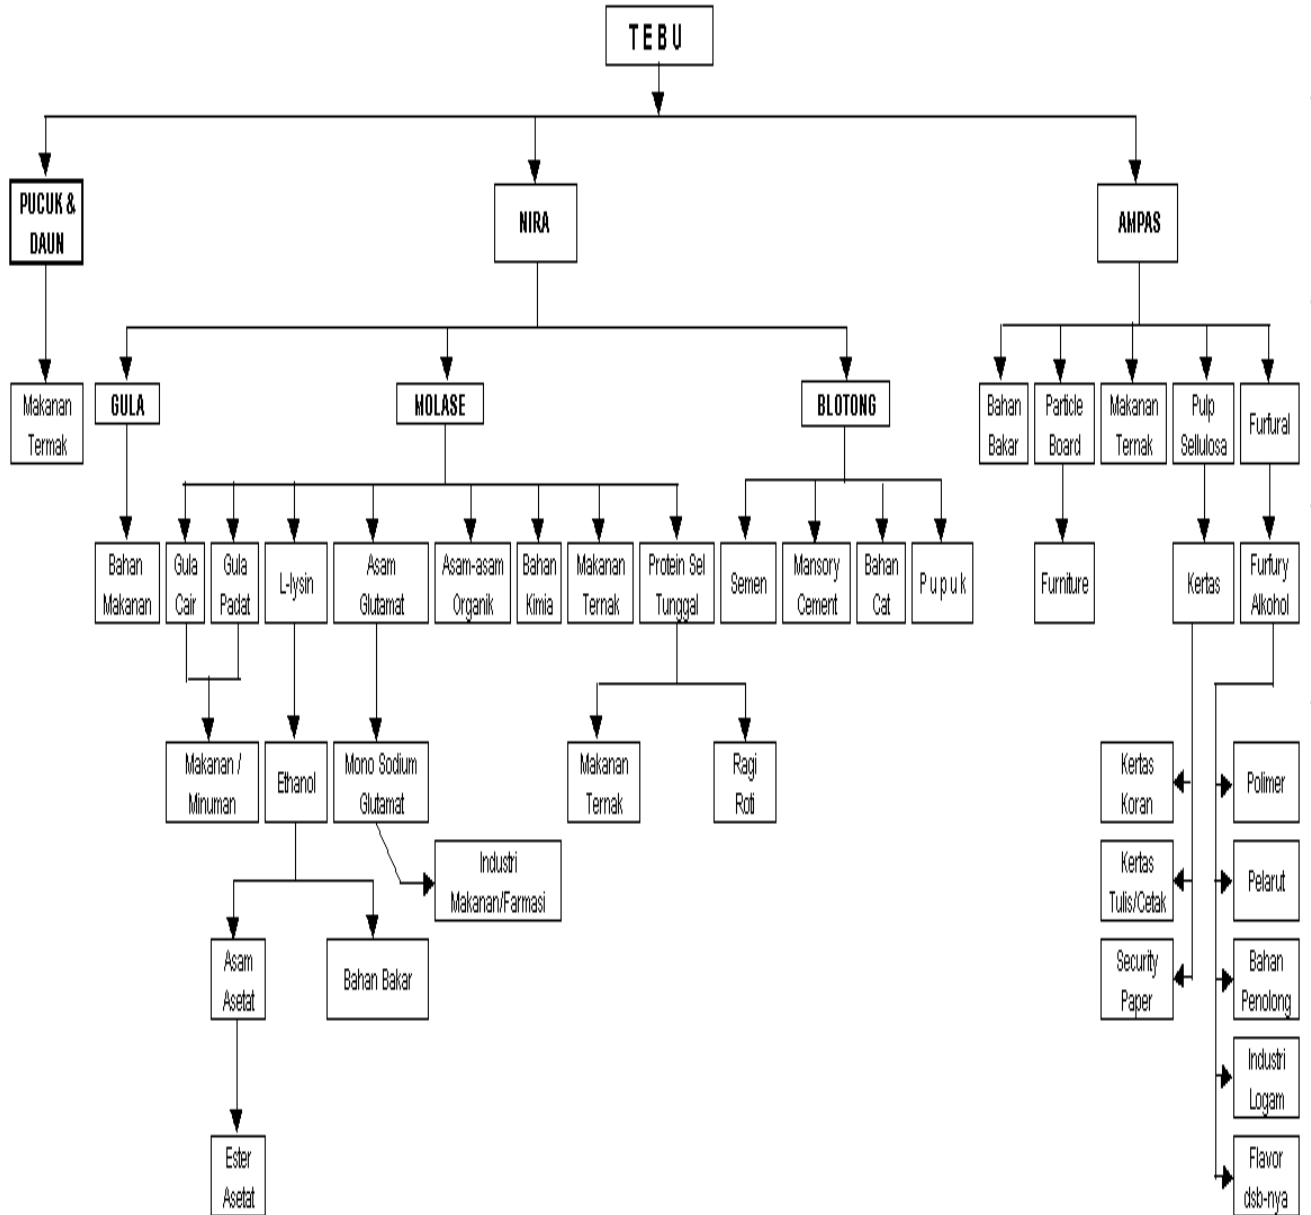 TEBU
PUCUK &
DAUN
NIRA
AMPAS
Makanan
Termak
GULA
MOLASE
BLOTONG
Bahan
Bakar
Particle
Board
Makanan
Ternak
Pulp
Sellulosa
Furfural
Bahan
Makanan
Gula
Cair
Gula
Padat
L-lysin
Asam
Glutamat
Asam-asam
Organik
Bahan
Kimia
Makanan
Ternak
Protein Sel
Tunggal
Semen
Mansory
Cement
Bahan
Cat
Pupuk
Furniture
Kertas
Furfury
Alkohol
Makanan /
Minuman
Ethanol
Mono Sodium
Glutamat
Makanan
Ternak
Ragi
Roti
Kertas
Koran
Polimer
Industri
Makanan/Farmasi
Kertas
Tulis/Cetak
Pelarut
Asam
Asetat
Bahan Bakar
Security
Paper
Bahan
Penolong
Industri
Logam
Ester
Asetat
Flavor
dsb-nya